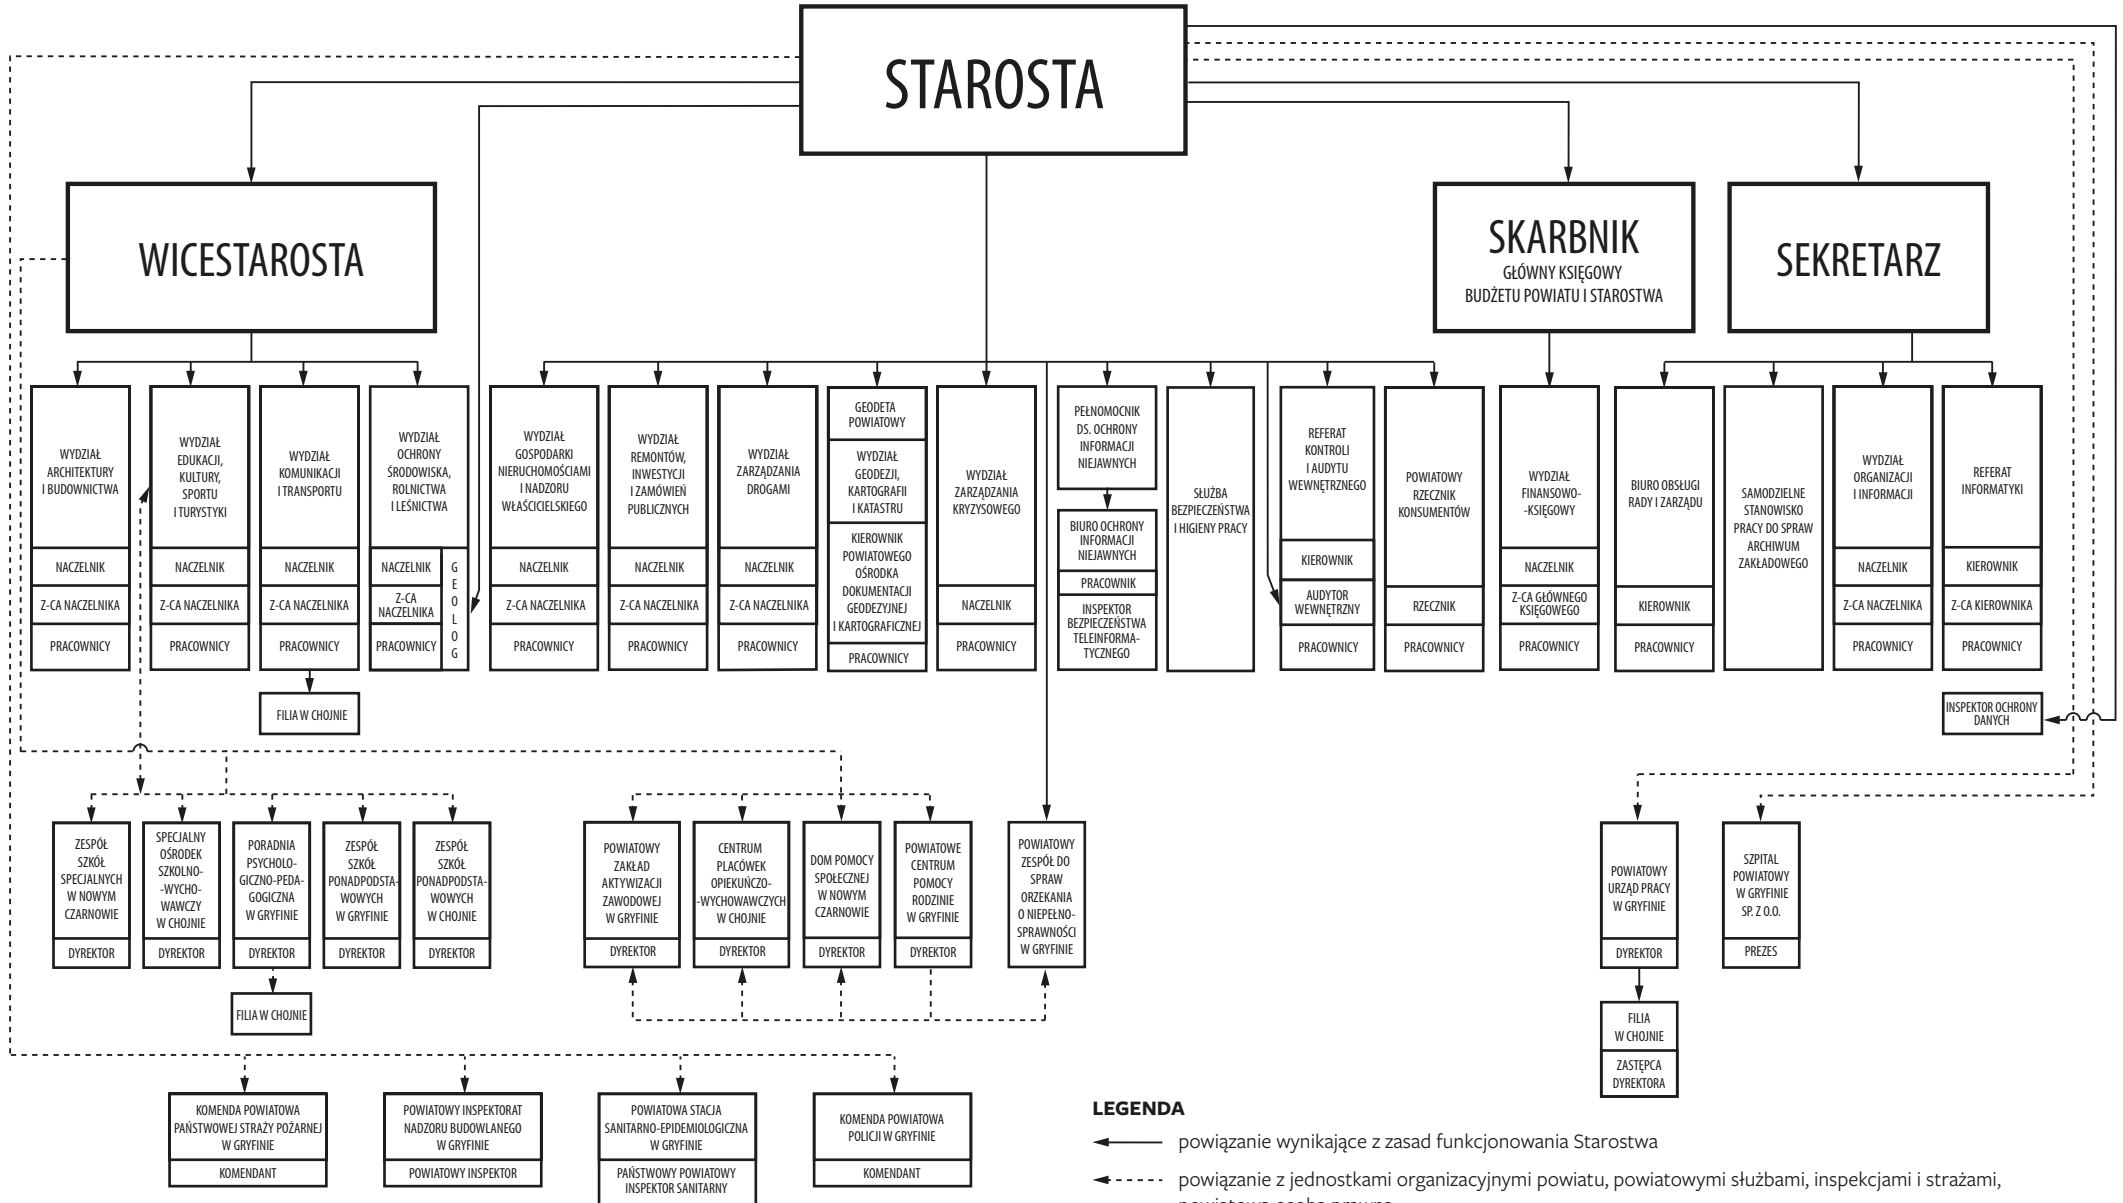 STAROSTA
WICESTAROSTA
SKARBNIK
GŁÓWNY KSIĘGOWY
BUDŻETU POWIATU I STAROSTWA
SEKRETARZ
WYDZIAŁ
ARCHITEKTURY
I BUDOWNICTWA
NACZELNIK
Z-CA NACZELNIKA
PRACOWNICY
WYDZIAŁ
EDUKACJI,
KULTURY,
SPORTU
I TURYSTYKI
NACZELNIK
Z-CA NACZELNIKA
PRACOWNICY
WYDZIAŁ
KOMUNIKACJI
I TRANSPORTU
NACZELNIK
Z-CA NACZELNIKA
PRACOWNICY
FILIA W CHOJNIE
WYDZIAŁ
OCHRONY
ŚRODOWISKA,
ROLNICTWA
I LEŚNICTWA
NACZELNIK
Z-CA
NACZELNIKA
PRACOWNICY
G
E
O
L
O
G
WYDZIAŁ
GOSPODARKI
NIERUCHOMOŚCIAMI
I NADZORU
WŁAŚCICIELSKIEGO
NACZELNIK
Z-CA NACZELNIKA
PRACOWNICY
WYDZIAŁ
REMONTÓW,
INWESTYCJI
I ZAMÓWIEŃ
PUBLICZNYCH
NACZELNIK
Z-CA NACZELNIKA
PRACOWNICY
WYDZIAŁ
ZARZĄDZANIA
DROGAMI
NACZELNIK
Z-CA NACZELNIKA
PRACOWNICY
GEODETA
POWIATOWY
WYDZIAŁ
GEODEZJI,
KARTOGRAFII
I KATASTRU
KIEROWNIK
POWIATOWEGO
OŚRODKA
DOKUMENTACJI
GEODEZYJNEJ
I KARTOGRAFICZNEJ
PRACOWNICY
WYDZIAŁ
ZARZĄDZANIA
KRYZYSOWEGO
NACZELNIK
PRACOWNICY
PEŁNOMOCNIK
DS. OCHRONY
INFORMACJI
NIEJAWNYCH
BIURO OCHRONY
INFORMACJI
NIEJAWNYCH
PRACOWNIK
INSPEKTOR
BEZPIECZEŃSTWA
TELEINFORMA-
TYCZNEGO
SŁUŻBA
BEZPIECZEŃSTWA
I HIGIENY PRACY
REFERAT
KONTROLI
I AUDYTU
WEWNĘTRZNEGO
KIEROWNIK
AUDYTOR
WEWNĘTRZNY
PRACOWNICY
POWIATOWY
RZECZNIK
KONSUMENTÓW
RZECZNIK
PRACOWNICY
WYDZIAŁ
FINANSOWO-
-KSIĘGOWY
NACZELNIK
Z-CA GŁÓWNEGO
KSIĘGOWEGO
PRACOWNICY
BIURO OBSŁUGI
RADY I ZARZĄDU
KIEROWNIK
PRACOWNICY
SAMODZIELNE
STANOWISKO
PRACY DO SPRAW
ARCHIWUM
ZAKŁADOWEGO
WYDZIAŁ
ORGANIZACJI
I INFORMACJI
NACZELNIK
Z-CA NACZELNIKA
PRACOWNICY
REFERAT
INFORMATYKI
KIEROWNIK
Z-CA KIEROWNIKA
PRACOWNICY
INSPEKTOR OCHRONY
DANYCH
ZESPÓŁ
SZKÓŁ
SPECJALNYCH
W NOWYM
CZARNOWIE
DYREKTOR
SPECJALNY
OŚRODEK
SZKOLNO-
-WYCHO-
WAWCZY
W CHOJNIE
DYREKTOR
PORADNIA
PSYCHOLO-
GICZNO-PEDA-
GOGICZNA
W GRYFINIE
DYREKTOR
FILIA W CHOJNIE
ZESPÓŁ
SZKÓŁ
PONADPODSTA-
WOWYCH
W GRYFINIE
DYREKTOR
ZESPÓŁ
SZKÓŁ
PONADPODSTA-
WOWYCH
W CHOJNIE
DYREKTOR
POWIATOWY
ZAKŁAD
AKTYWIZACJI
ZAWODOWEJ
W GRYFINIE
DYREKTOR
CENTRUM
PLACÓWEK
OPIEKUŃCZO-
-WYCHOWAWCZYCH
W CHOJNIE
DYREKTOR
DOM POMOCY
SPOŁECZNEJ
W NOWYM
CZARNOWIE
DYREKTOR
POWIATOWE
CENTRUM
POMOCY
RODZINIE
W GRYFINIE
DYREKTOR
POWIATOWY
ZESPÓŁ DO
SPRAW
ORZEKANIA
O NIEPEŁNO-
SPRAWNOŚCI
W GRYFINIE
POWIATOWY
URZĄD PRACY
W GRYFINIE
DYREKTOR
FILIA
W CHOJNIE
ZASTĘPCA
DYREKTORA
SZPITAL
POWIATOWY
W GRYFINIE
SP. Z O.O.
PREZES
KOMENDA POWIATOWA
PAŃSTWOWEJ STRAŻY POŻARNEJ
W GRYFINIE
KOMENDANT
POWIATOWY INSPEKTORAT
NADZORU BUDOWLANEGO
W GRYFINIE
POWIATOWY INSPEKTOR
POWIATOWA STACJA
SANITARNO-EPIDEMIOLOGICZNA
W GRYFINIE
PAŃSTWOWY POWIATOWY
INSPEKTOR SANITARNY
KOMENDA POWIATOWA
POLICJI W GRYFINIE
KOMENDANT
LEGENDA
powiązanie wynikające z zasad funkcjonowania Starostwa
powiązanie z jednostkami organizacyjnymi powiatu, powiatowymi służbami, inspekcjami i strażami,